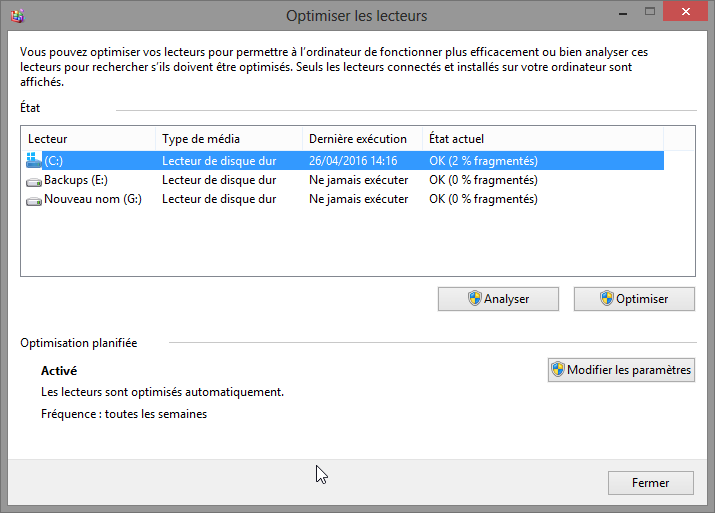 Optimiser les lecteurs
Vous pouvez optimiser vos lecteurs pour permettre à l'ordinateur de fonctionner plus efficacement ou bien analyser ces
lecteurs pour rechercher s'ils doivent être optimisés. Seuls les lecteurs connectés et installés sur votre ordinateur sont
affichés.
État
Lecteur Type de média Dernière exécution État actuel
(C:) Lecteur de disque dur 26/04/2016 14:16 OK (2 % fragmentés)
Backups (E:) Lecteur de disque dur Ne jamais exécuter OK (0 % fragmentés)
Nouveau nom (G:) Lecteur de disque dur Ne jamais exécuter OK (0 % fragmentés)
Analyser Optimiser
Optimisation planifiée
Activé
Modifier les paramètres
Les lecteurs sont optimisés automatiquement.
Fréquence : toutes les semaines
Fermer